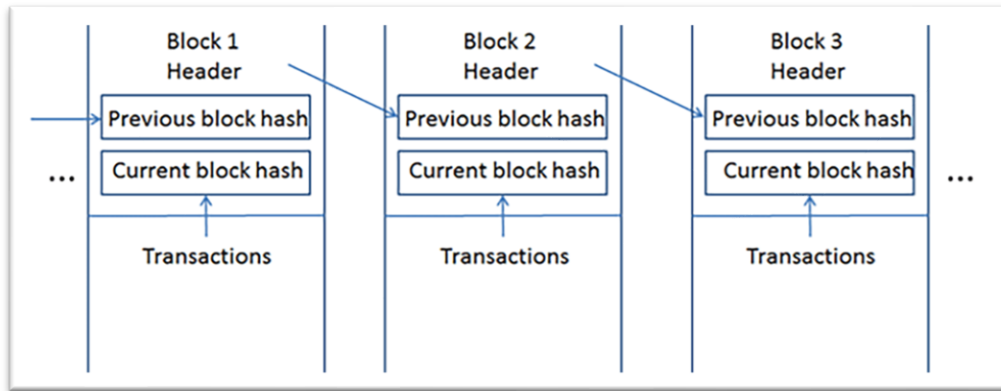 Block 1
Header
Previous block hash
Current block hash
Transactions
Block 2
Header
Previous block hash
Current block hash
Transactions
Block 3
Header
Previous block hash
Current block hash
Transactions
...
...